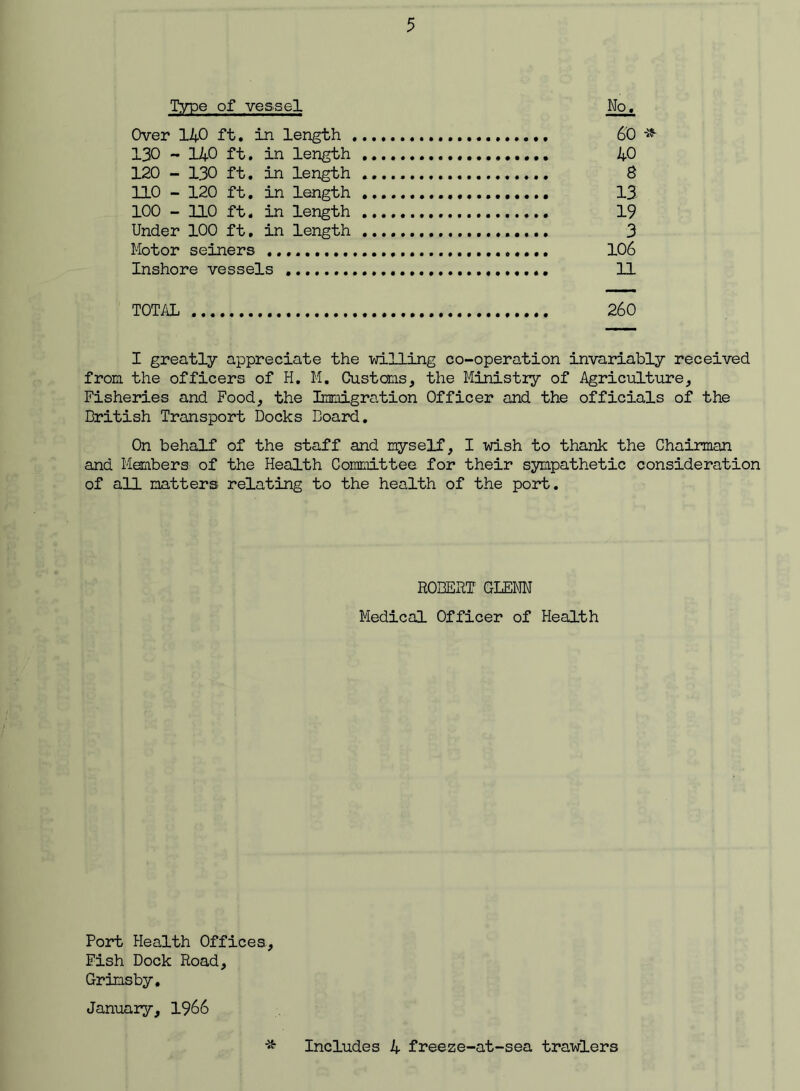 5
Type of vessel No.
Over 140 ft. in length ..................... 60 *
130 - 140 ft. in length .................... 40
120 - 130 ft. in length .................... 8
110 - 120 ft. in length .................... 13
100 - 110 ft. in length .................... 19
Under 100 ft. in length .................... 3
Motor seiners .............................. 106
Inshore vessels ............................ 11
TOTAL ...................................... 260
I greatly appreciate the willing co-operation invariably received
from the officers of H. M. Customs, the Ministry of Agriculture,
Fisheries and Food, the Immigration Officer and the officials of the
British Transport Docks Board.
On behalf of the staff and myself, I wish to thank the Chairman
and Members of the Health Committee for their sympathetic consideration
of all matters relating to the health of the port.
ROBERT GLENN
Medical Officer of Health
Port Health Offices,
Fish Dock Road,
Grimsby.
January, 1966
* Includes 4 freeze-at-sea trawlers